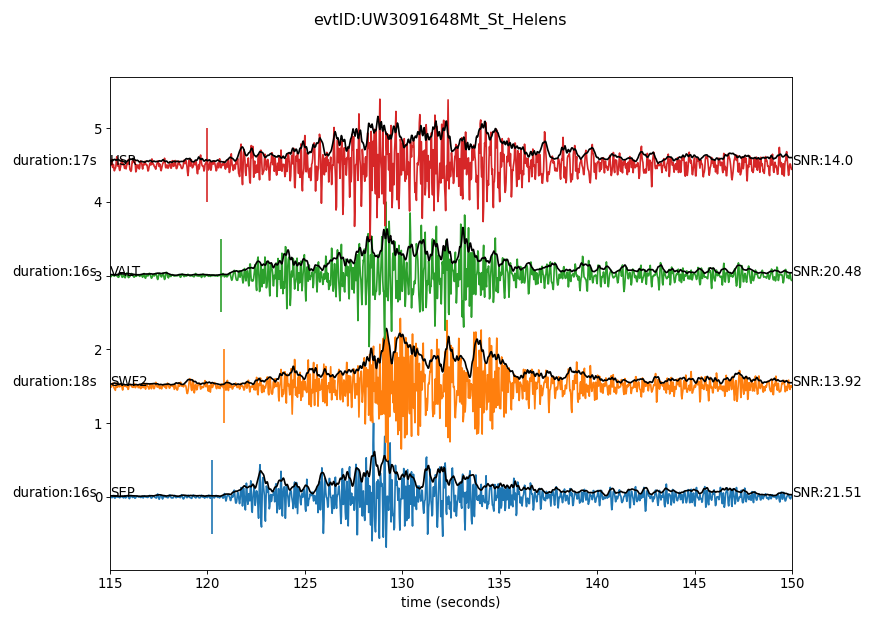 evtID:UW3091648Mt_St_Helens
5
duration:17s HSR SNR:14.0
4
duration:16s 3 VALT SNR:20.48
2
duration:18s SWF2 SNR:13.92
1
duration:16s 0 SEP SNR:21.51
115 120 125 130 135 140 145 150
time (seconds)